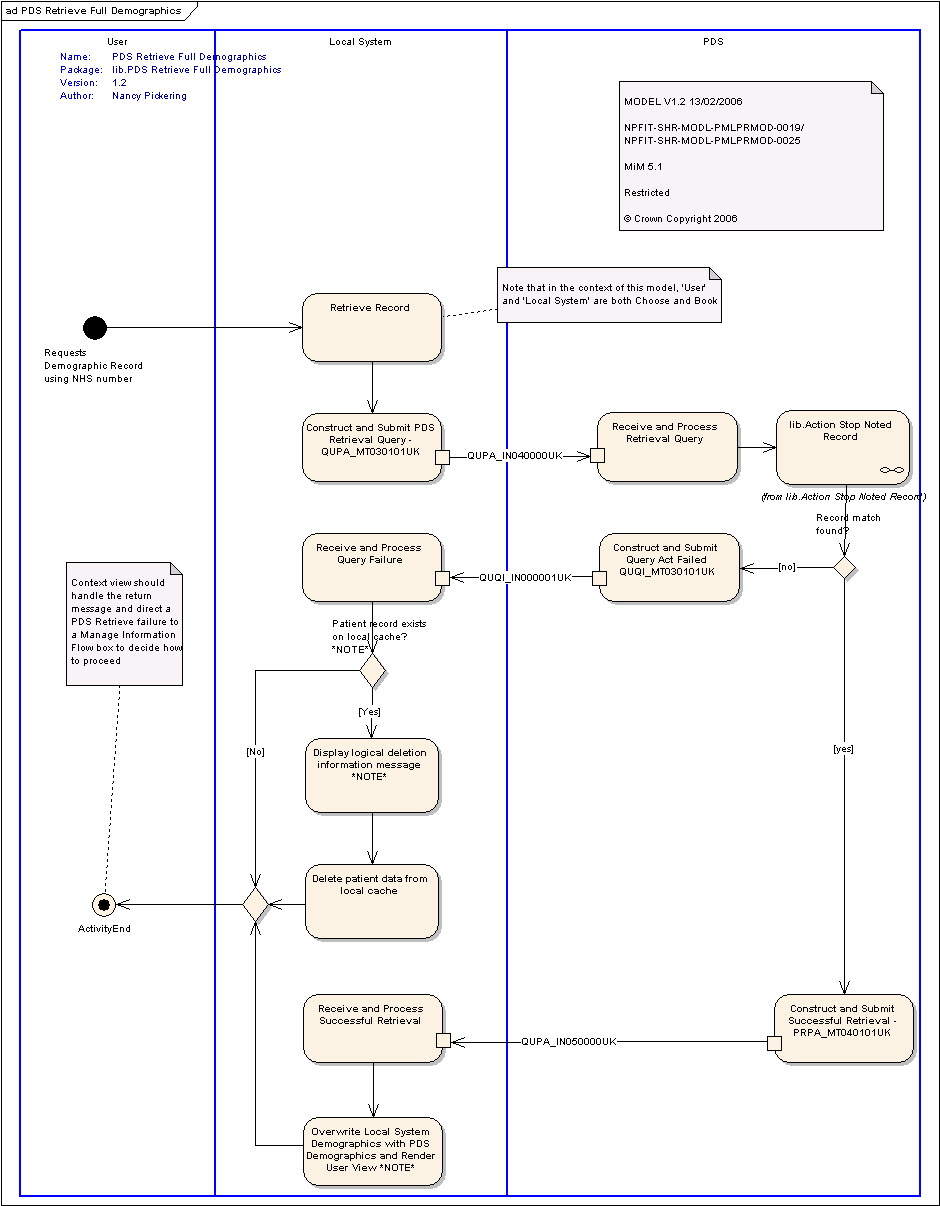 ad PDS Retrieve Full Demographics
User
Local System
PDS
Name: PDS Retrieve Full Demographics
Package: lib.PDS Retrieve Full Demographics
Version: 1.2
Author: Nancy Pickering
MODEL V1.2 13/02/2006
NPFIT-SHR-MODL-PMLPRMOD-0019/
NPFIT-SHR-MODL-PMLPRMOD-0025
MiM 5.1
Restricted
© Crown Copyright 2006
Note that in the context of this model, 'User'
and 'Local System' are both Choose and Book
Retrieve Record
Requests
Demographic Record
using NHS number
Construct and Submit PDS
Retrieval Query -
QUPA_MT030101UK
QUPA_IN040000UK
Receive and Process
Retrieval Query
lib.Action Stop Noted
Record
(from lib.Action Stop Noted Record)
Record match
found?
Receive and Process
Query Failure
QUQI_IN000001UK
Construct and Submit
Query Act Failed
QUQI_MT030101UK
[no]
Context view should
handle the return
message and direct a
PDS Retrieve failure to
a Manage Information
Flow box to decide how
to proceed
Patient record exists
on local cache?
*NOTE*
[Yes]
[No]
[yes]
Display logical deletion
information message
*NOTE*
Delete patient data from
local cache
ActivityEnd
Receive and Process
Successful Retrieval
QUPA_IN050000UK
Construct and Submit
Successful Retrieval -
PRPA_MT040101UK
Overwrite Local System
Demographics with PDS
Demographics and Render
User View *NOTE*